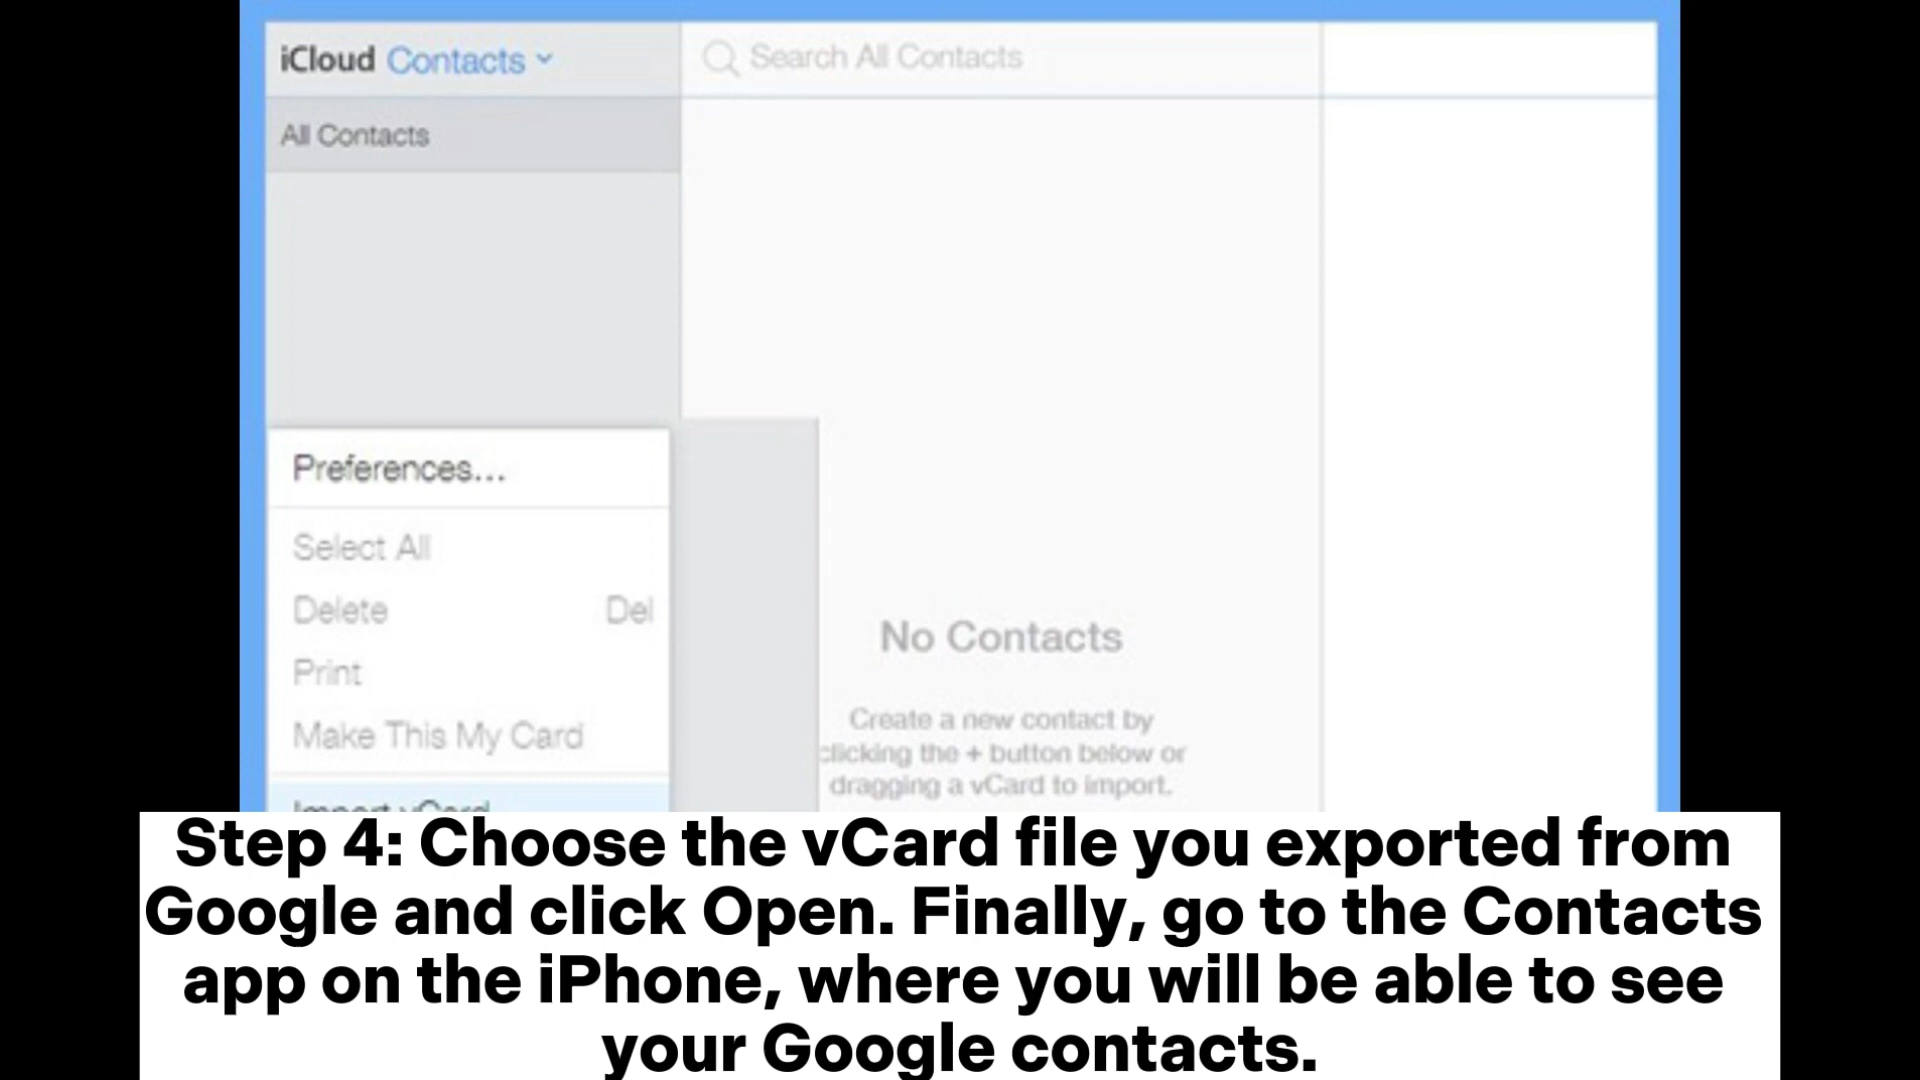 iCloud Contacts
Search All Contacts
All Contacts
Preferences...
Select All
Delete Del
Print
Make This My Card
Import vCard
No Contacts
Create a new contact by
clicking the + button below or
dragging a vCard to import.
Step 4: Choose the vCard file you exported from
Google and click Open. Finally, go to the Contacts
app on the iPhone, where you will be able to see
your Google contacts.